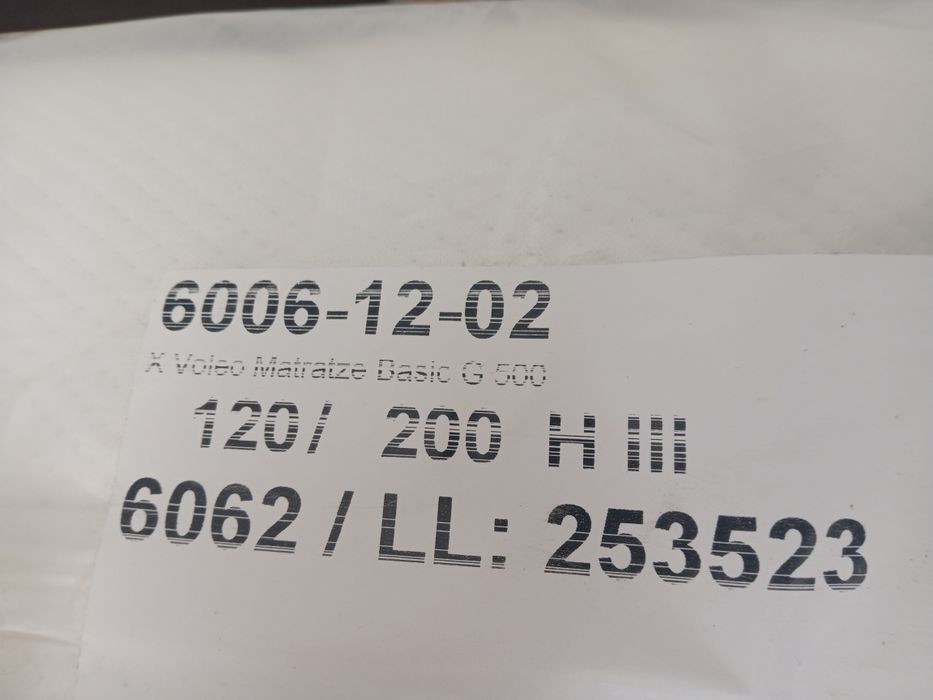 6006-12-02
X Voleo Matratze Basic G 500
120/ 200 H III
6062 / LL: 253523